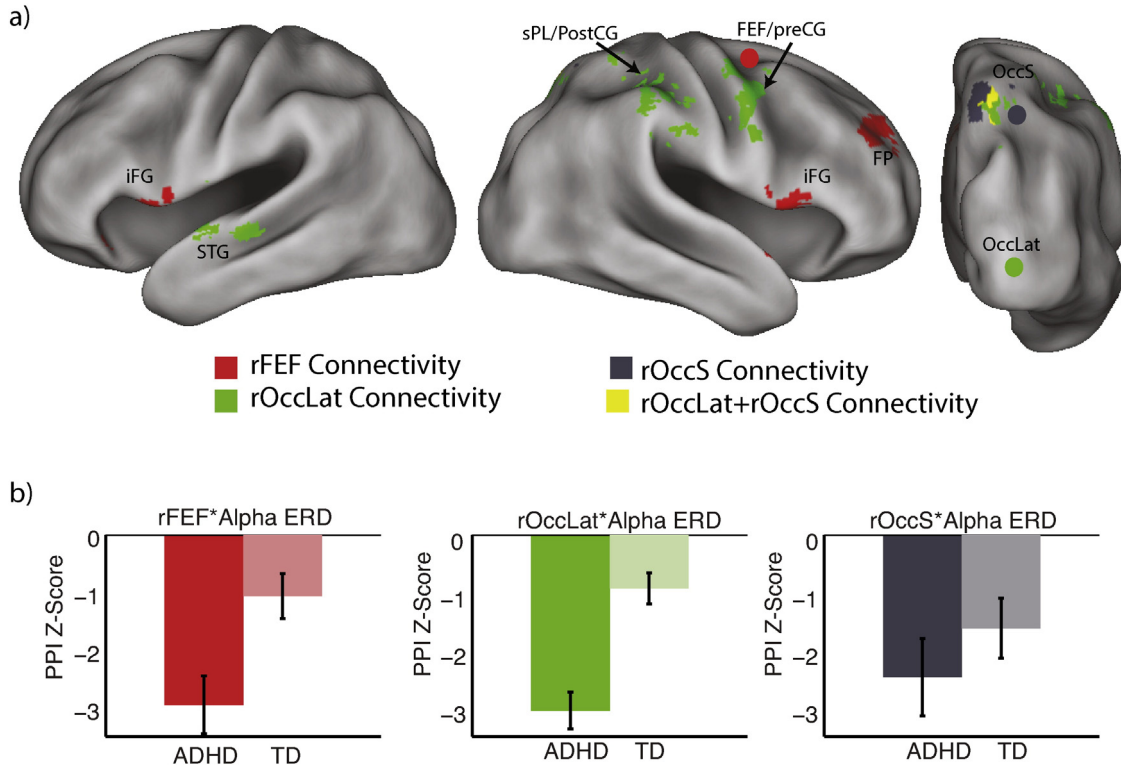 a)
sPL/PostCG
FEF/preCG
OccS
iFG
STG
iFG
FP
OccLat
rFEF Connectivity
rOccLat Connectivity
rOccS Connectivity
rOccLat+rOccS Connectivity
b)
rFEF*Alpha ERD
PPI Z-Score
0
−1
−2
−3
ADHD TD
rOccLat*Alpha ERD
PPI Z-Score
0
−1
−2
−3
ADHD TD
rOccS*Alpha ERD
PPI Z-Score
0
−1
−2
−3
ADHD TD